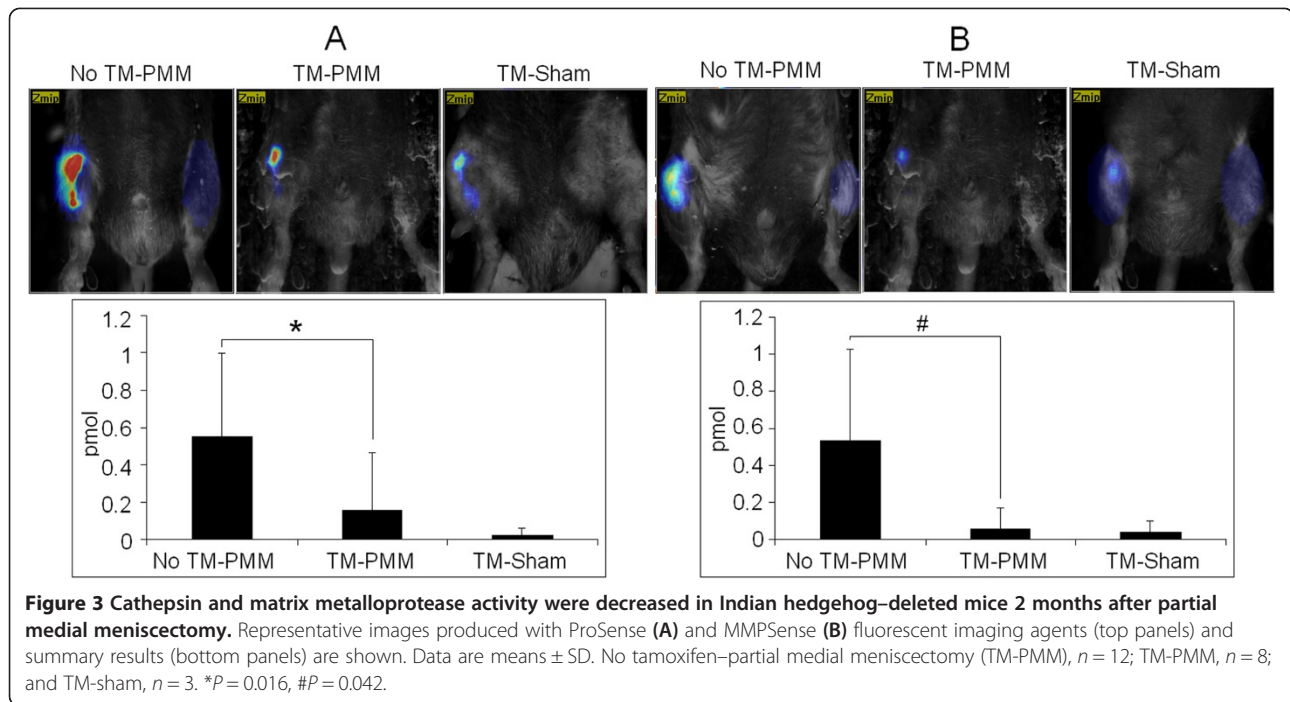 A
B
No TM-PMM TM-PMM TM-Sham
No TM-PMM TM-PMM TM-Sham
Zmip Zmip Zmip Zmip Zmip Zmip
1.2
1
0.8
0.6
0.4
0.2
0
pmol
*
No TM-PMM TM-PMM TM-Sham
1.2
1
0.8
0.6
0.4
0.2
0
pmol
#
No TM-PMM TM-PMM TM-Sham
Figure 3 Cathepsin and matrix metalloprotease activity were decreased in Indian hedgehog–deleted mice 2 months after partial
medial meniscectomy. Representative images produced with ProSense (A) and MMPSense (B) fluorescent imaging agents (top panels) and
summary results (bottom panels) are shown. Data are means ± SD. No tamoxifen–partial medial meniscectomy (TM-PMM), n = 12; TM-PMM, n = 8;
and TM-sham, n = 3. *P = 0.016, #P = 0.042.